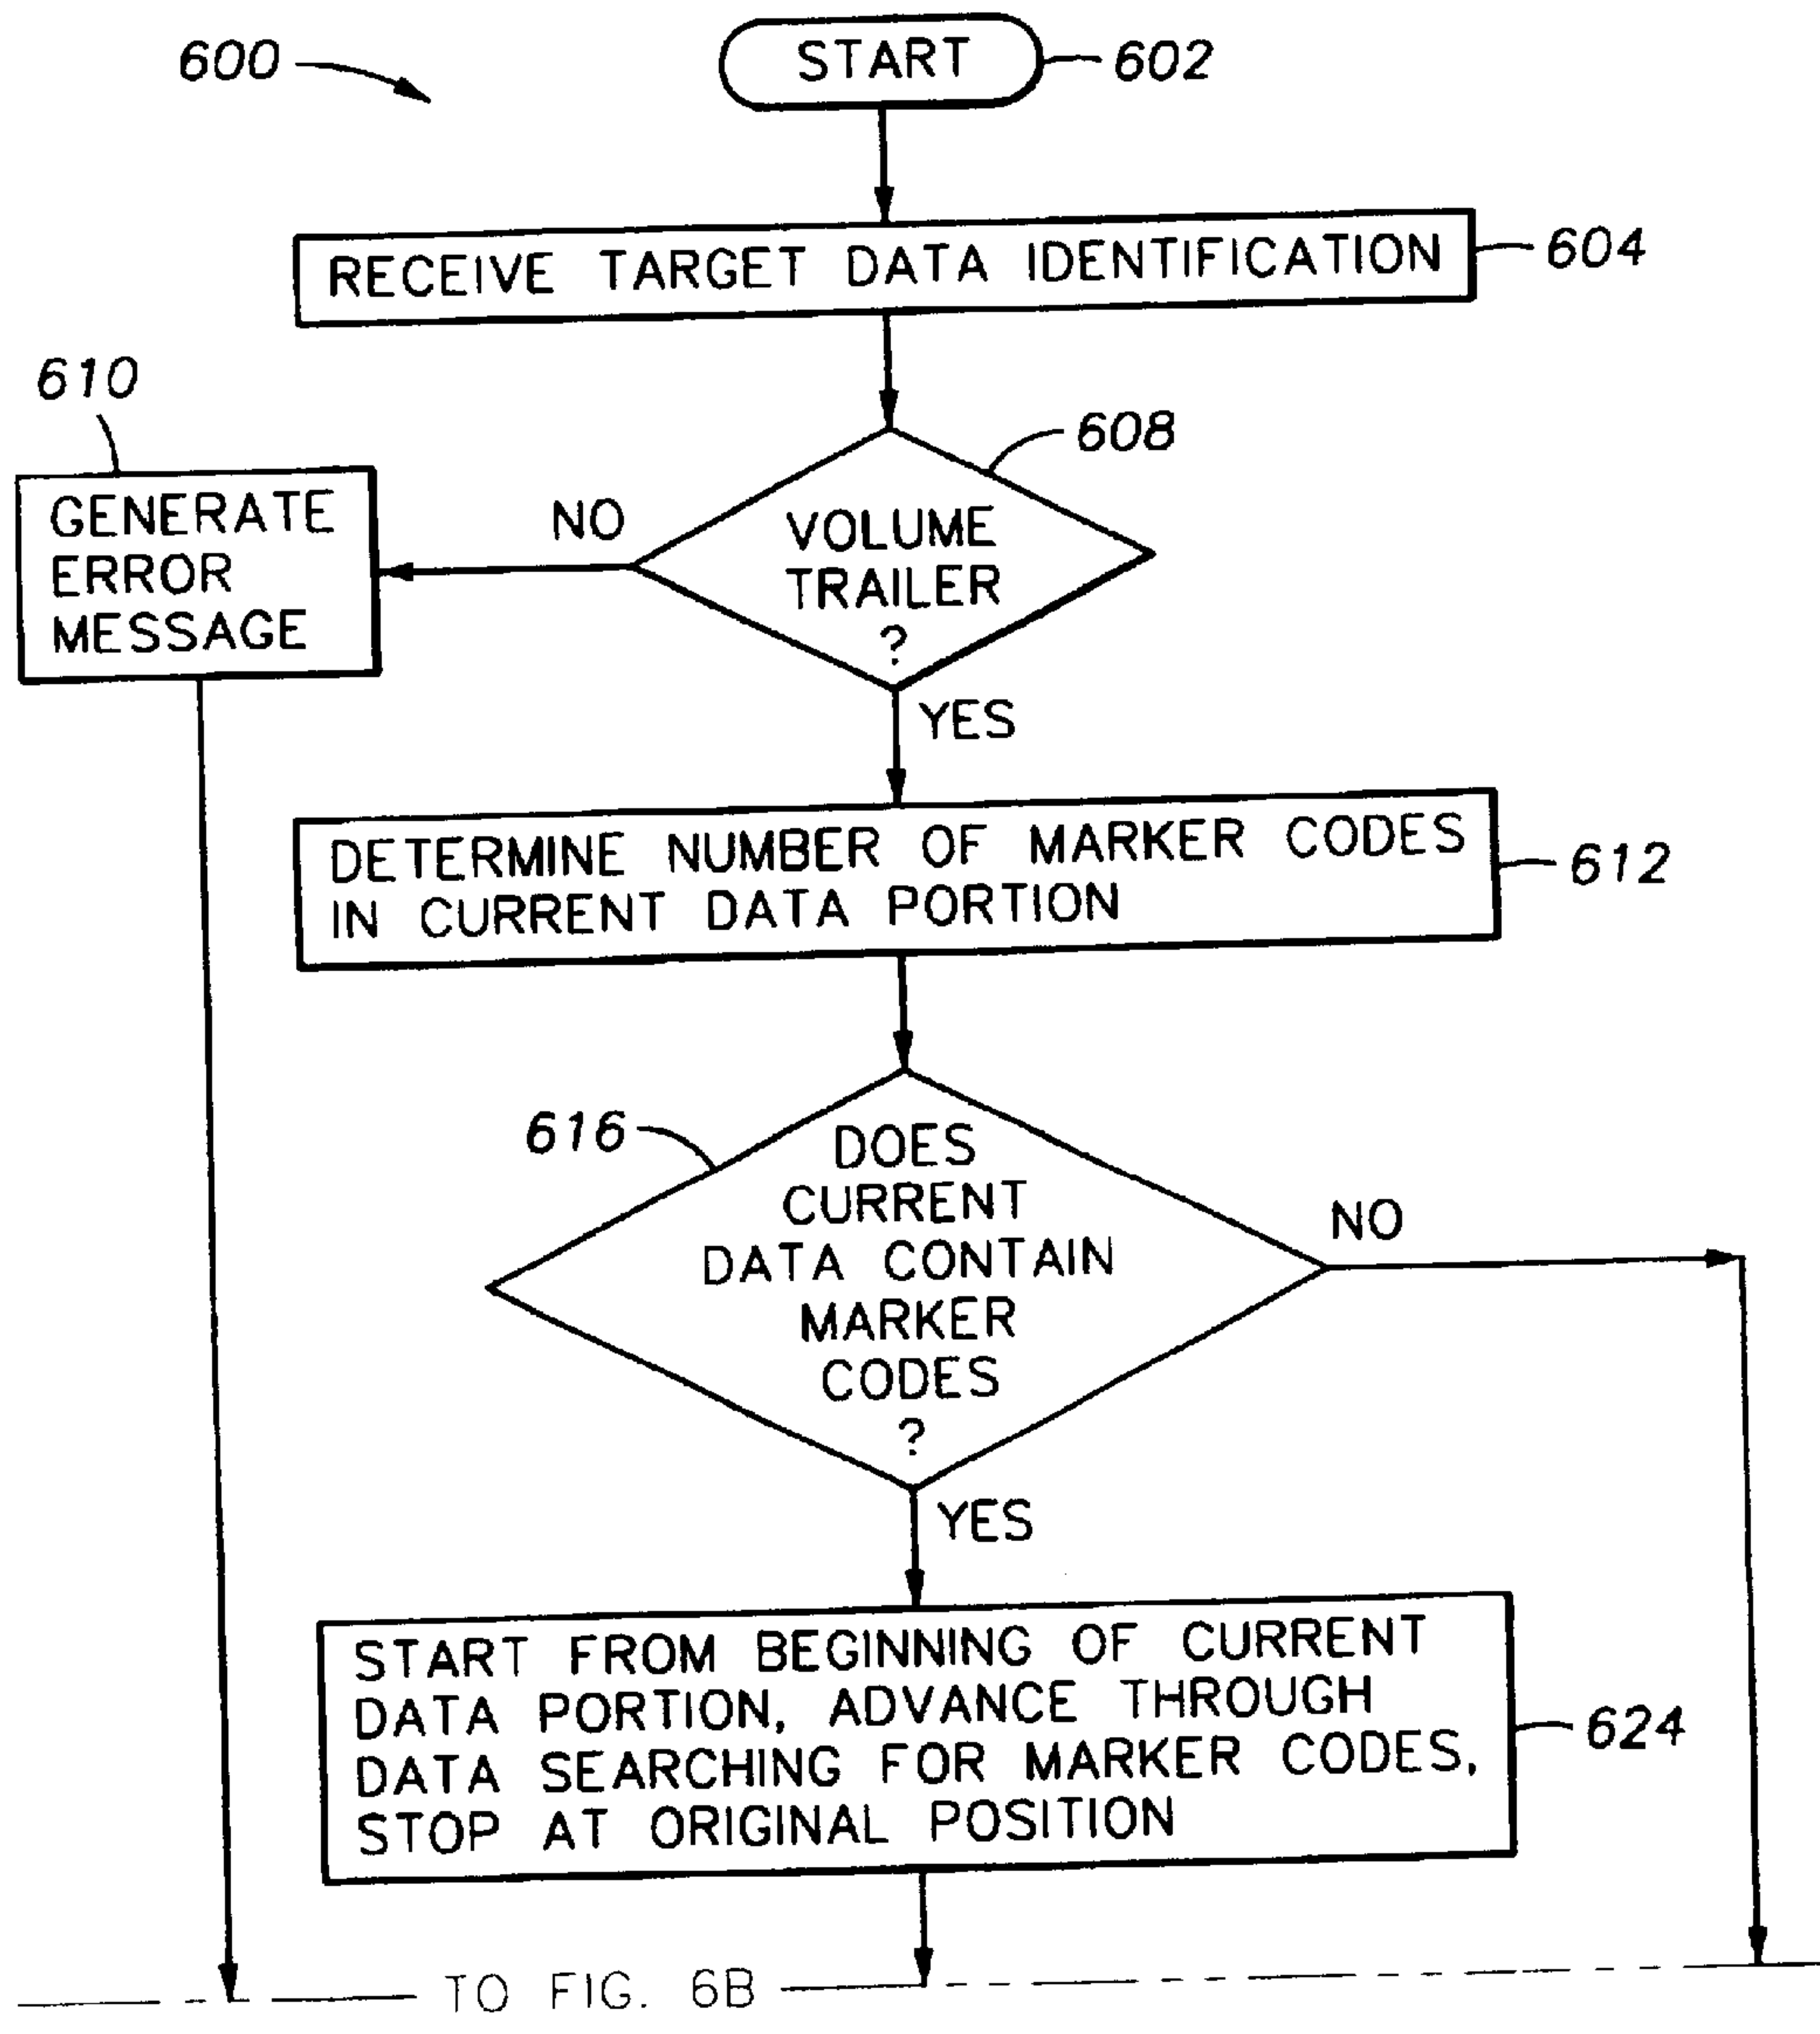 600
START
602
RECEIVE TARGET DATA IDENTIFICATION
604
610
608
GENERATE
ERROR
MESSAGE
NO
VOLUME
TRAILER
?
YES
DETERMINE NUMBER OF MARKER CODES
IN CURRENT DATA PORTION
612
616
DOES
CURRENT
DATA CONTAIN
MARKER
CODES
?
NO
YES
START FROM BEGINNING OF CURRENT
DATA PORTION, ADVANCE THROUGH
DATA SEARCHING FOR MARKER CODES,
STOP AT ORIGINAL POSITION
624
TO FIG. 6B